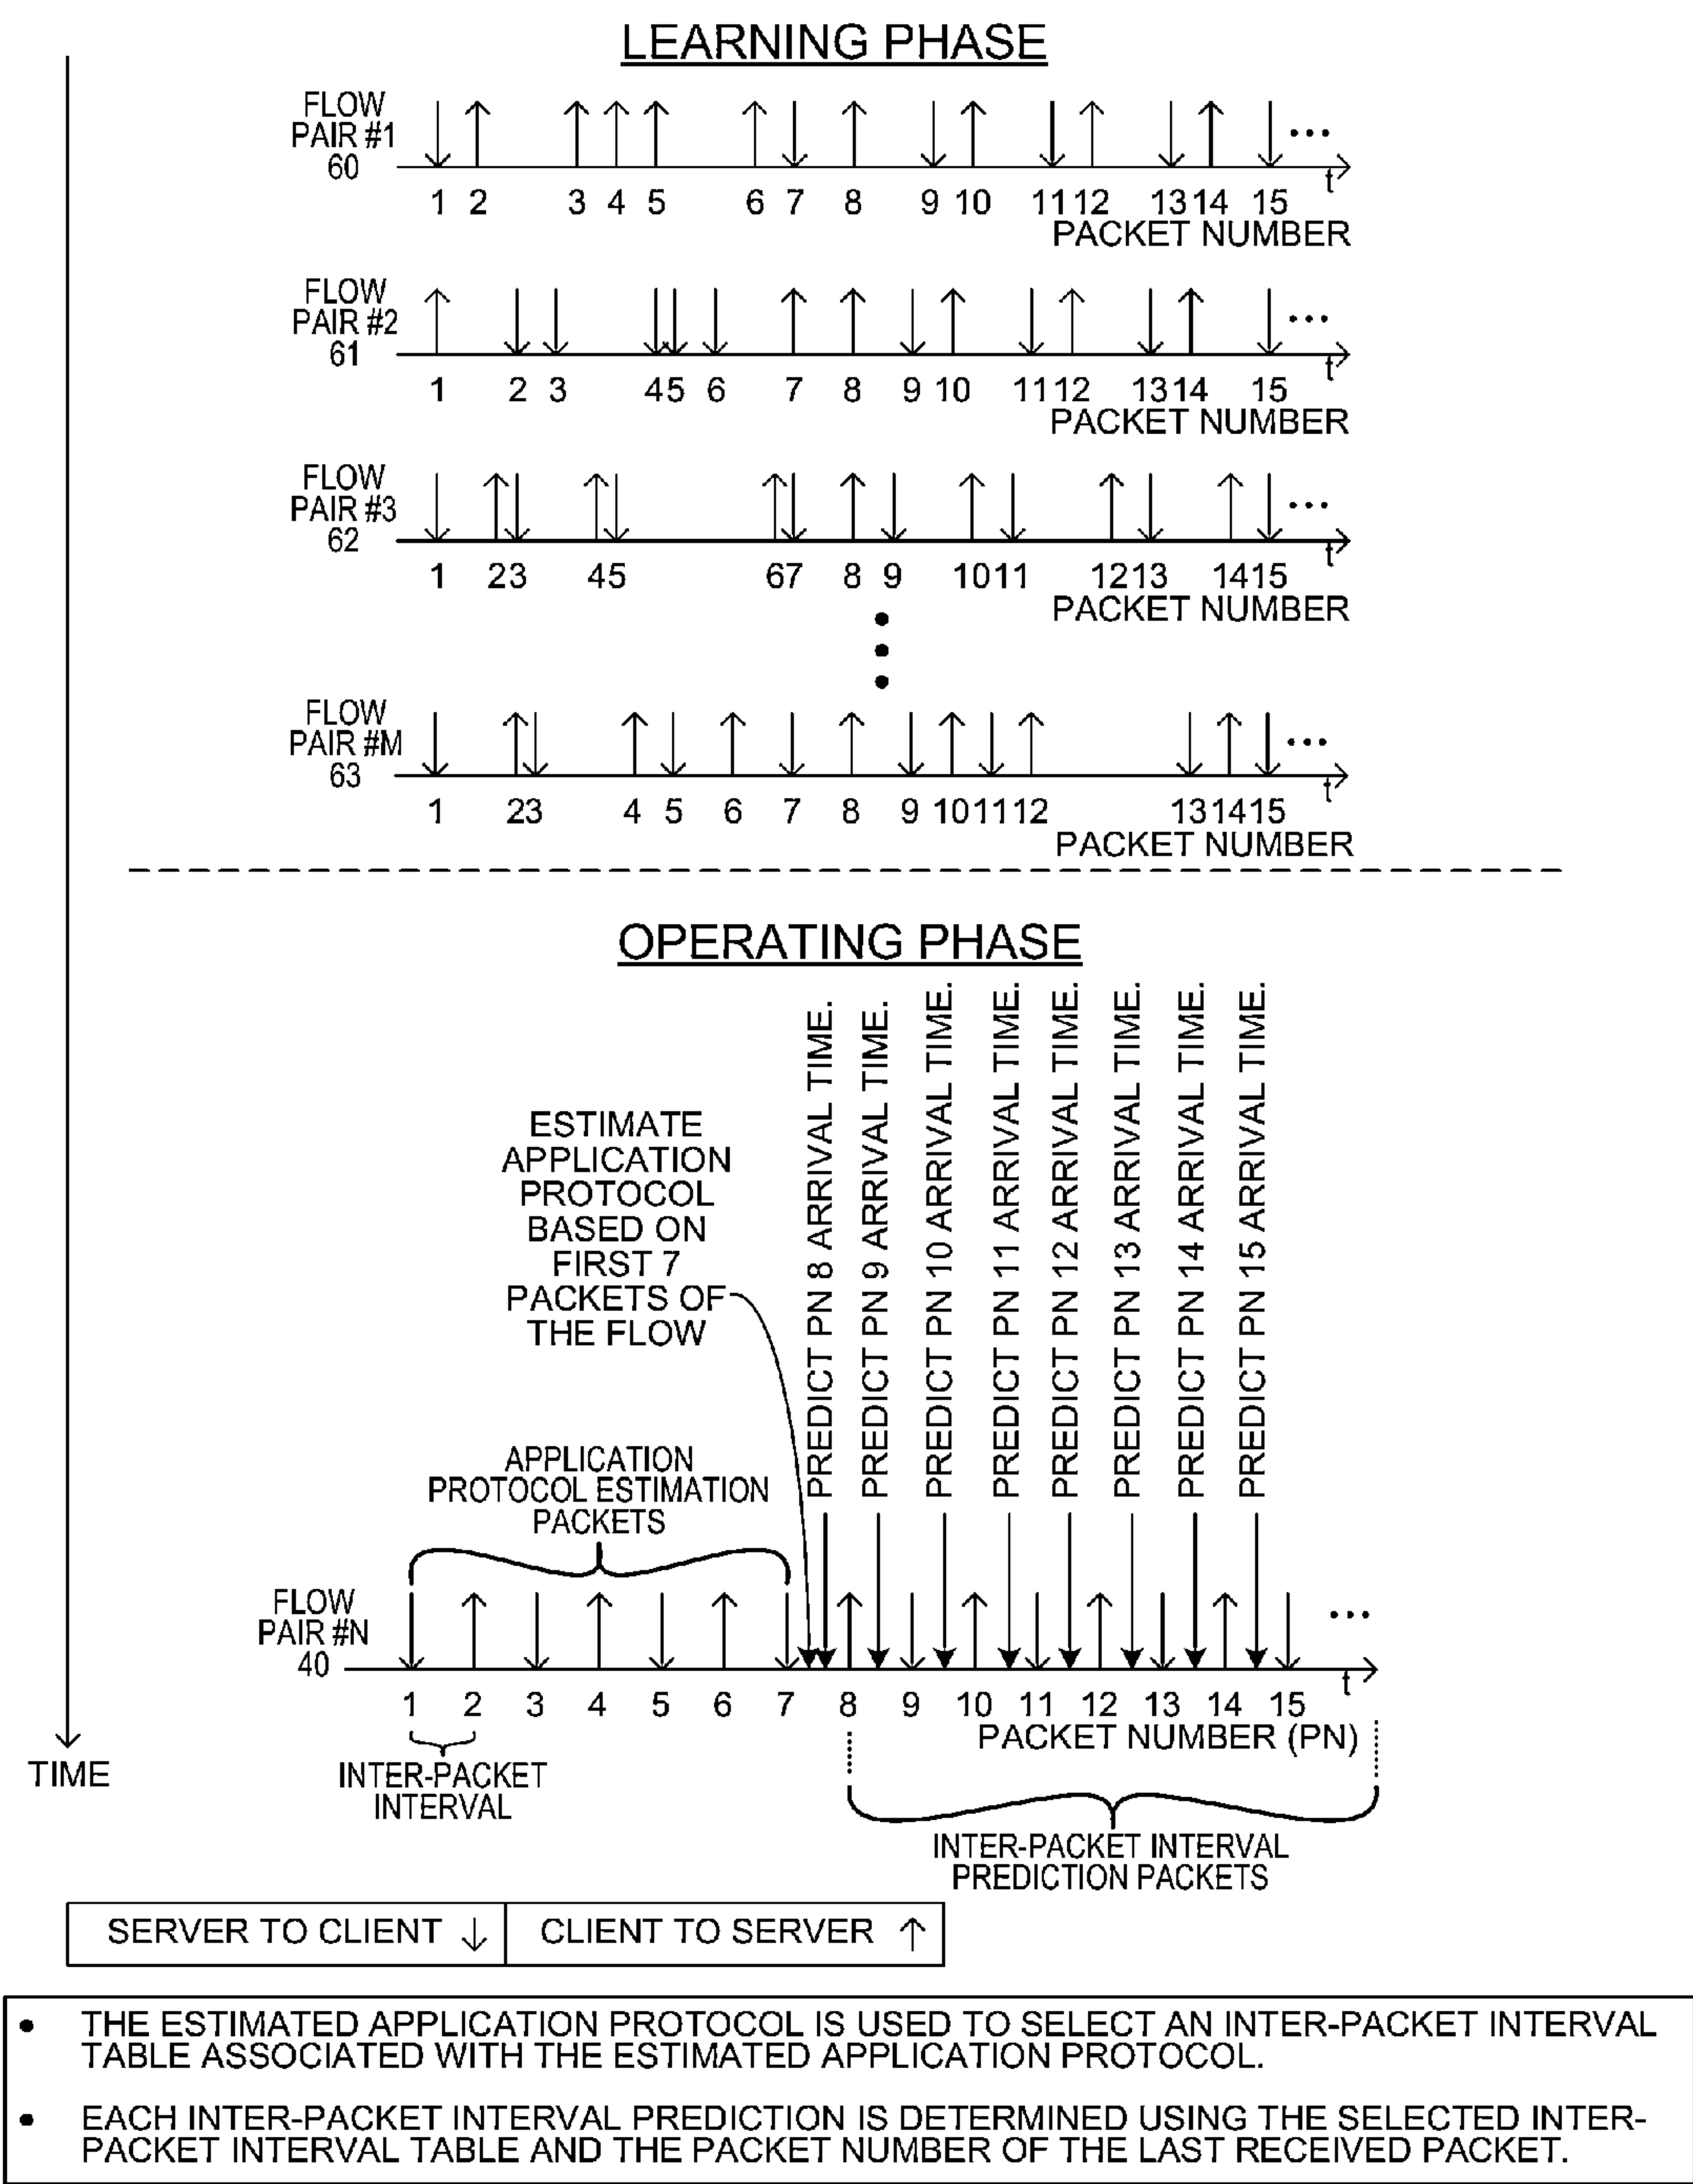 LEARNING PHASE
FLOW
PAIR #1
60
1 2 3 4 5 6 7 8 9 10 11 12 13 14 15
t
PACKET NUMBER
FLOW
PAIR #2
61
1 2 3 4 5 6 7 8 9 10 11 12 13 14 15
t
PACKET NUMBER
FLOW
PAIR #3
62
1 2 3 4 5 6 7 8 9 10 11 12 13 14 15
t
PACKET NUMBER
FLOW
PAIR #M
63
1 2 3 4 5 6 7 8 9 10 11 12 13 14 15
t
PACKET NUMBER
OPERATING PHASE
ESTIMATE
APPLICATION
PROTOCOL
BASED ON
FIRST 7
PACKETS OF
THE FLOW
PREDICT PN 8 ARRIVAL TIME.
PREDICT PN 9 ARRIVAL TIME.
PREDICT PN 10 ARRIVAL TIME.
PREDICT PN 11 ARRIVAL TIME.
PREDICT PN 12 ARRIVAL TIME.
PREDICT PN 13 ARRIVAL TIME.
PREDICT PN 14 ARRIVAL TIME.
PREDICT PN 15 ARRIVAL TIME.
APPLICATION
PROTOCOL ESTIMATION
PACKETS
FLOW
PAIR #N
40
1 2 3 4 5 6 7 8 9 10 11 12 13 14 15
t
PACKET NUMBER (PN)
INTER-PACKET
INTERVAL
TIME
INTER-PACKET INTERVAL
PREDICTION PACKETS
SERVER TO CLIENT ↓ CLIENT TO SERVER ↑
• THE ESTIMATED APPLICATION PROTOCOL IS USED TO SELECT AN INTER-PACKET INTERVAL
TABLE ASSOCIATED WITH THE ESTIMATED APPLICATION PROTOCOL.
• EACH INTER-PACKET INTERVAL PREDICTION IS DETERMINED USING THE SELECTED INTER-
PACKET INTERVAL TABLE AND THE PACKET NUMBER OF THE LAST RECEIVED PACKET.